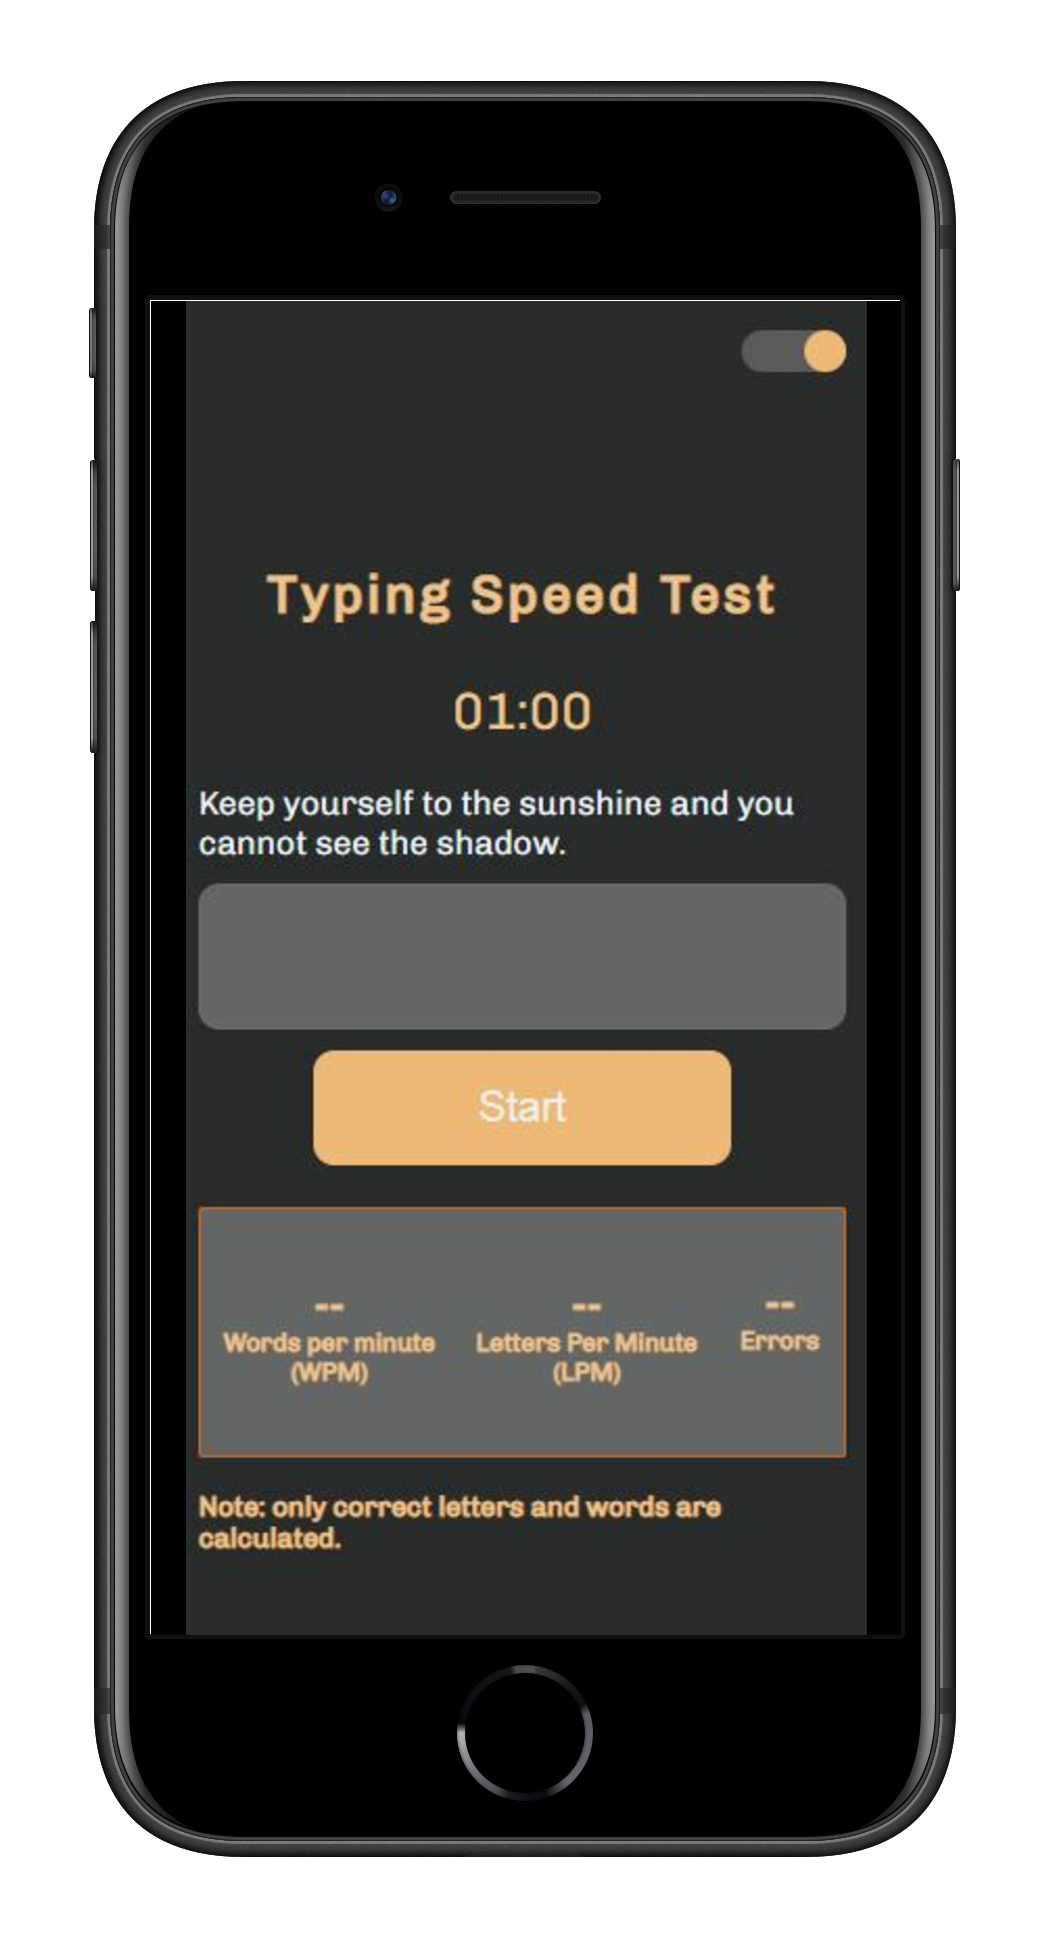 Typing Speed Test
01:00
Keep yourself to the sunshine and you
cannot see the shadow.
Start
--
Words per minute
(WPM)
--
Letters Per Minute
(LPM)
--
Errors
Note: only correct letters and words are
calculated.